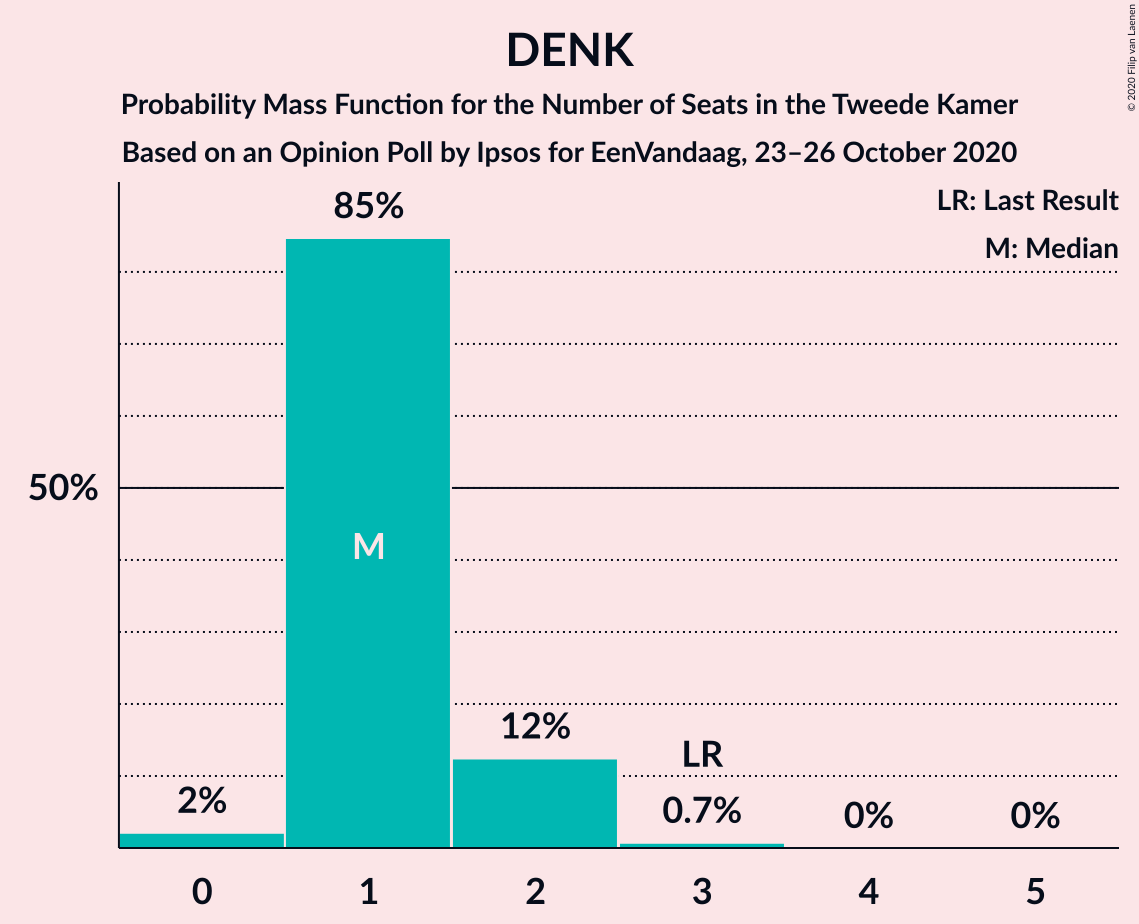 DENK
Probability Mass Function for the Number of Seats in the Tweede Kamer
Based on an Opinion Poll by Ipsos for EenVandaag, 23–26 October 2020
© 2020 Filip van Laenen
LR: Last Result
M: Median
85%
50%
M
12%
LR
2%
0.7%
0%
0%
0
1
2
3
4
5